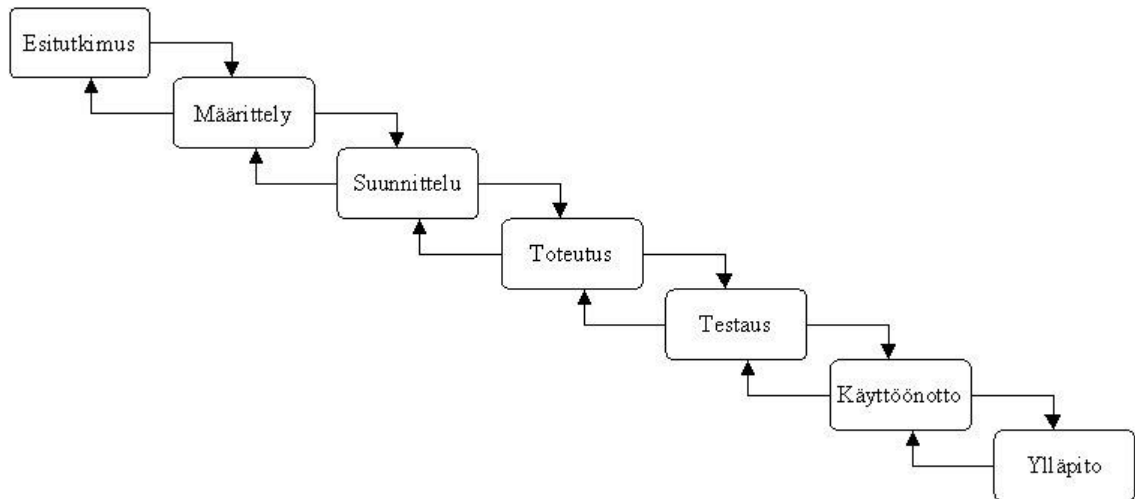 Esitutkimus
Määrittely
Suunnittelu
Toteutus
Testaus
Käyttöönotto
Ylläpito